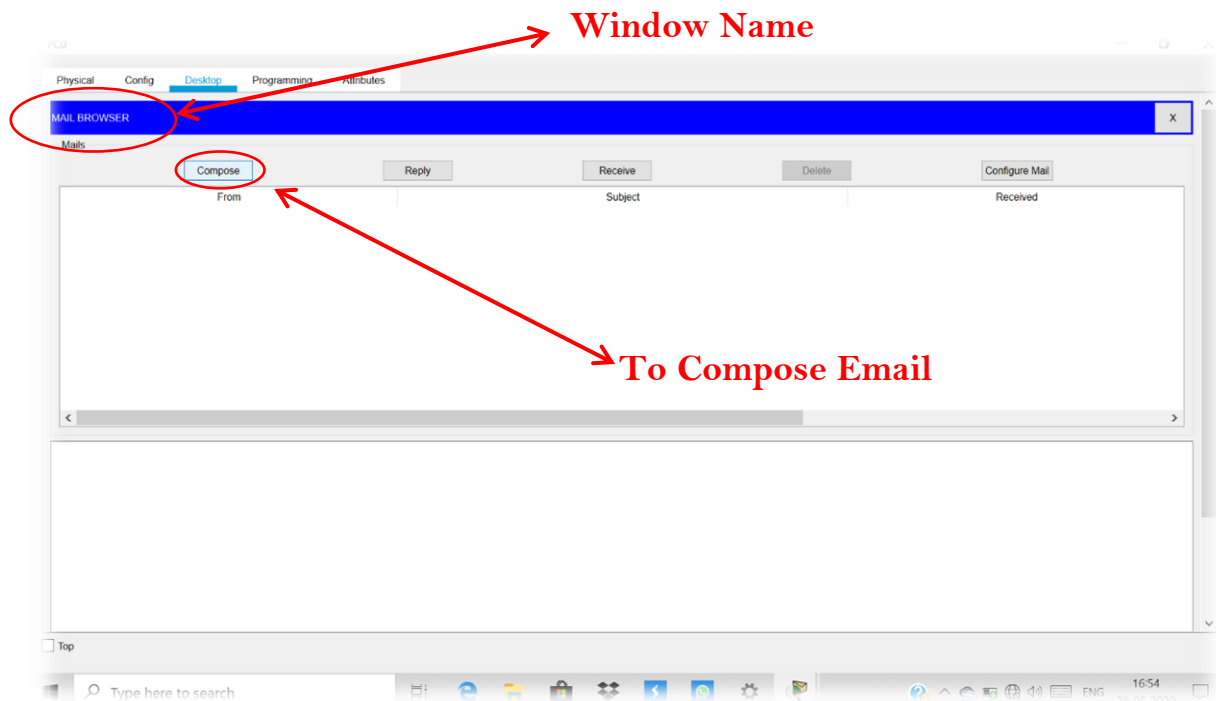 Window Name
Physical Config Desktop Programming Attributes
MAIL BROWSER X
Mails
Compose Reply Receive Delete Configure Mail
From Subject Received
To Compose Email
Top
Type here to search
ENG 16:54